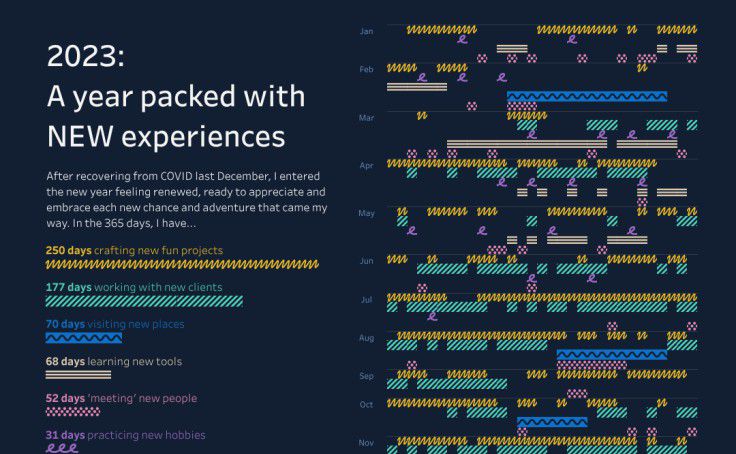 2023:
A year packed with
NEW experiences
After recovering from COVID last December, I entered
the new year feeling renewed, ready to appreciate and
embrace each new chance and adventure that came my
way. In the 365 days, I have...
250 days crafting new fun projects
177 days working with new clients
70 days visiting new places
68 days learning new tools
52 days 'meeting' new people
31 days practicing new hobbies
Jan
Feb
Mar
Apr
May
Jun
Jul
Aug
Sep
Oct
Nov